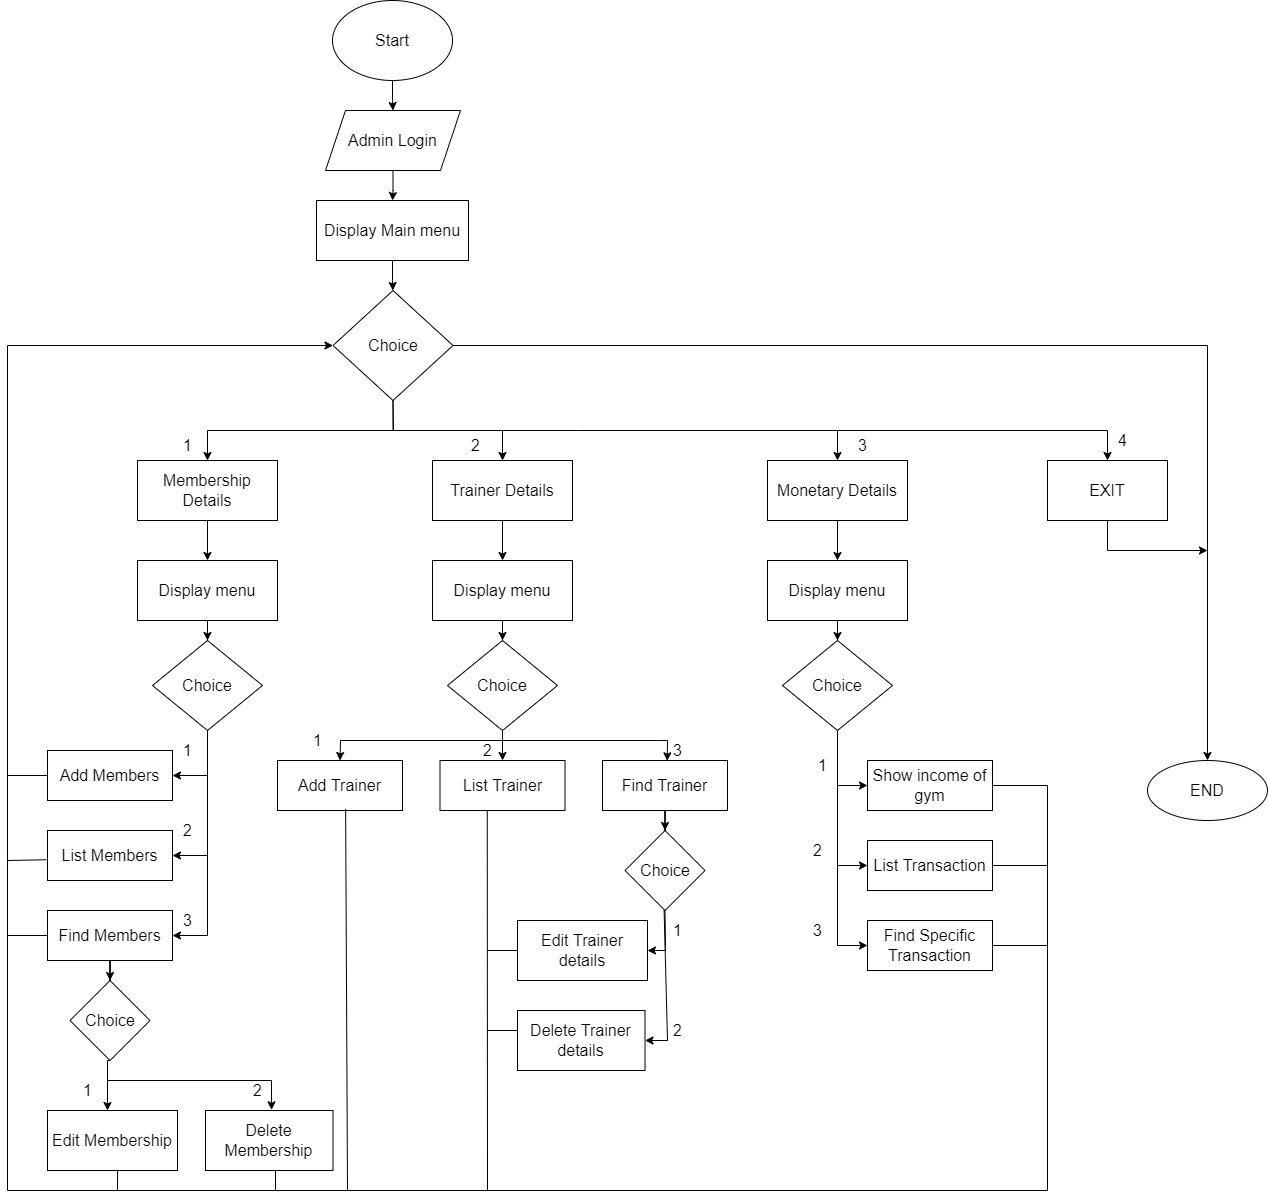 Start
Admin Login
Display Main menu
Choice
1
2
3
4
Membership
Details
Trainer Details
Monetary Details
EXIT
Display menu
Display menu
Display menu
Choice
Choice
Choice
1
Add Members
2
List Members
3
Find Members
Choice
1
2
Edit Membership
Delete
Membership
1
2
3
Add Trainer
List Trainer
Find Trainer
Choice
1
Edit Trainer
details
2
Delete Trainer
details
1
Show income of
gym
2
List Transaction
3
Find Specific
Transaction
END